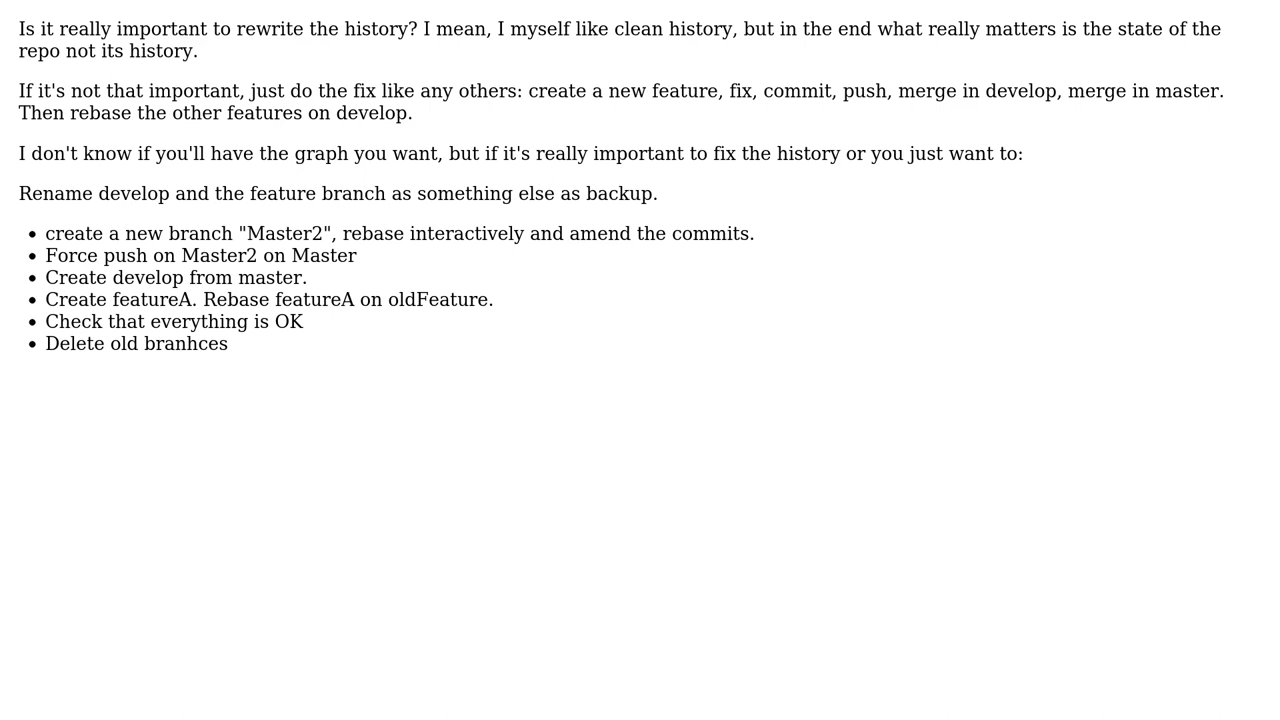 Is it really important to rewrite the history? I mean, I myself like clean history, but in the end what really matters is the state of the
repo not its history.
If it's not that important, just do the fix like any others: create a new feature, fix, commit, push, merge in develop, merge in master.
Then rebase the other features on develop.
I don't know if you'll have the graph you want, but if it's really important to fix the history or you just want to:
Rename develop and the feature branch as something else as backup.
• create a new branch "Master2", rebase interactively and amend the commits.
• Force push on Master2 on Master
• Create develop from master.
• Create featureA. Rebase featureA on oldFeature.
• Check that everything is OK
• Delete old branhces